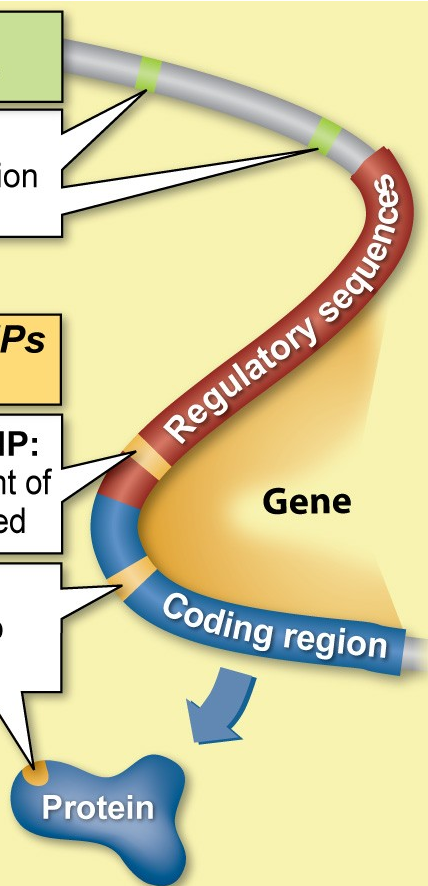 ion
Regulatory sequences
Ps
IP:
nt of
ed
Gene
Coding region
Protein